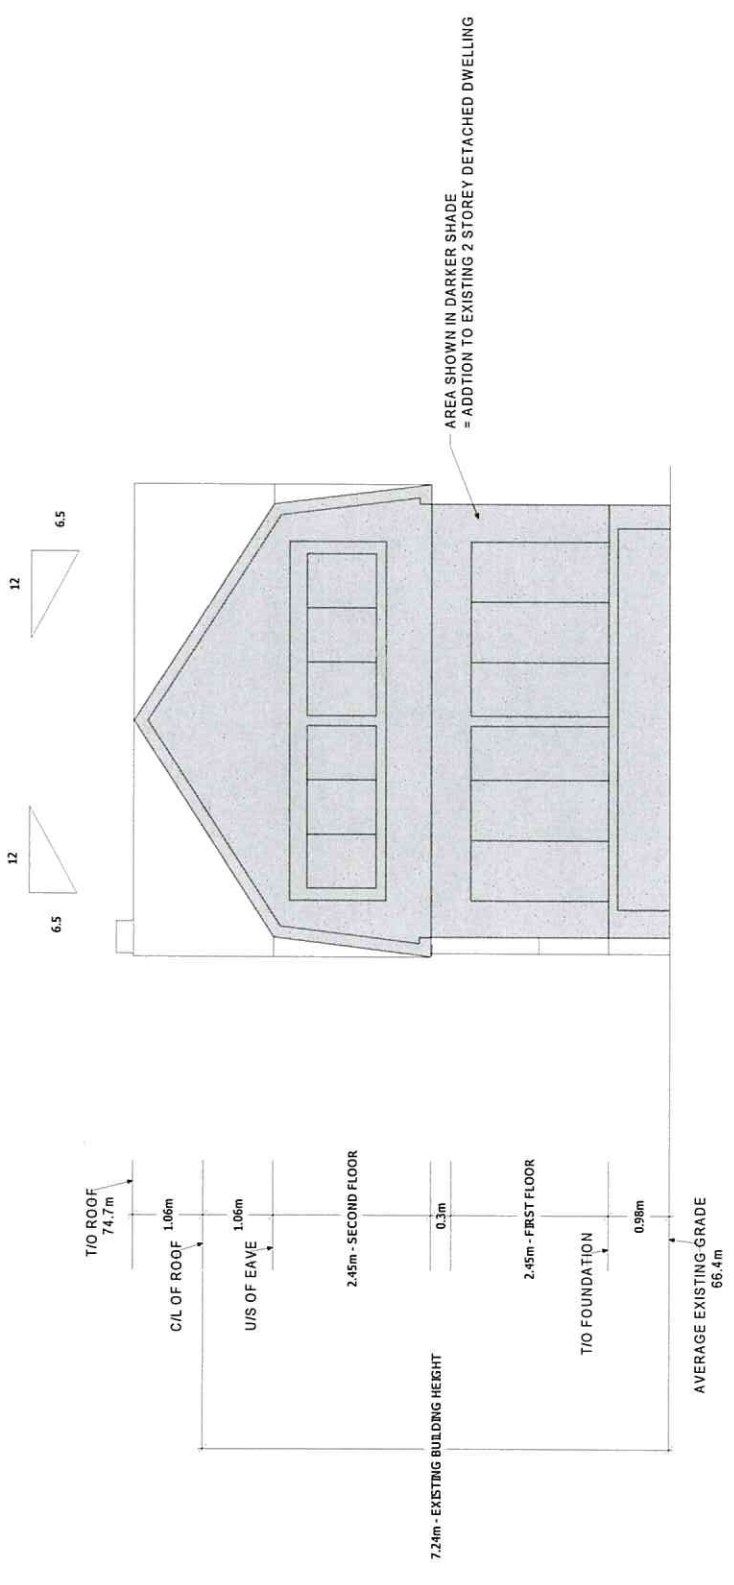 6.5
12
12
6.5
AREA SHOWN IN DARKER SHADE
= ADDTION TO EXISTING 2 STOREY DETACHED DWELLING
T/O ROOF
74.7m
1.06m
C/L OF ROOF
1.06m
U/S OF EAVE
2.45m - SECOND FLOOR
0.3m
2.45m - FIRST FLOOR
T/O FOUNDATION
0.98m
AVERAGE EXISTING GRADE
66.4m
7.24m - EXISTING BUILDING HEIGHT